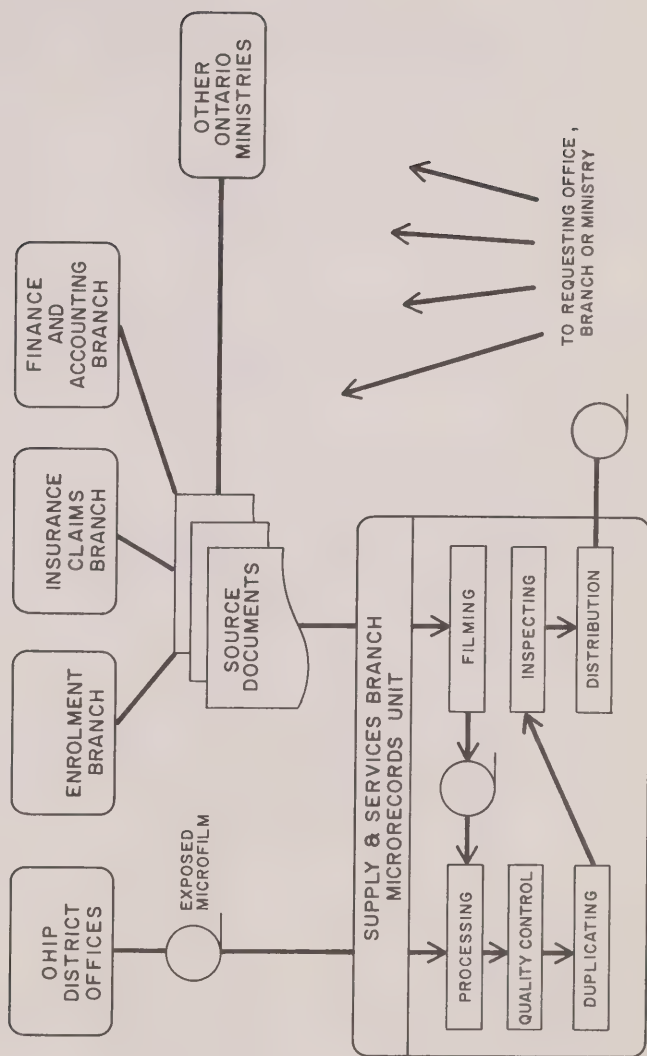 OHIP
DISTRICT
OFFICES
ENROLMENT
BRANCH
INSURANCE
CLAIMS
BRANCH
FINANCE
AND
ACCOUNTING
BRANCH
OTHER
ONTARIO
MINISTRIES
EXPOSED
MICROFILM
SOURCE
DOCUMENTS
SUPPLY & SERVICES BRANCH
MICRORECORDS UNIT
PROCESSING
QUALITY CONTROL
DUPLICATING
FILMING
INSPECTING
DISTRIBUTION
TO REQUESTING OFFICE,
BRANCH OR MINISTRY